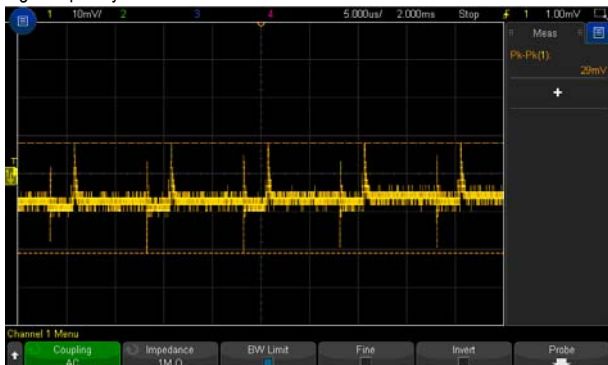 1 10mV/ 2 3 4 5.000us/ 2.000ms Stop 1 1.00mV
Meas
Pk-Pk(1):
29mV
+
T
Channel 1 Menu
Coupling Impedance BW Limit Fine Invert Probe
AC 1M Ω